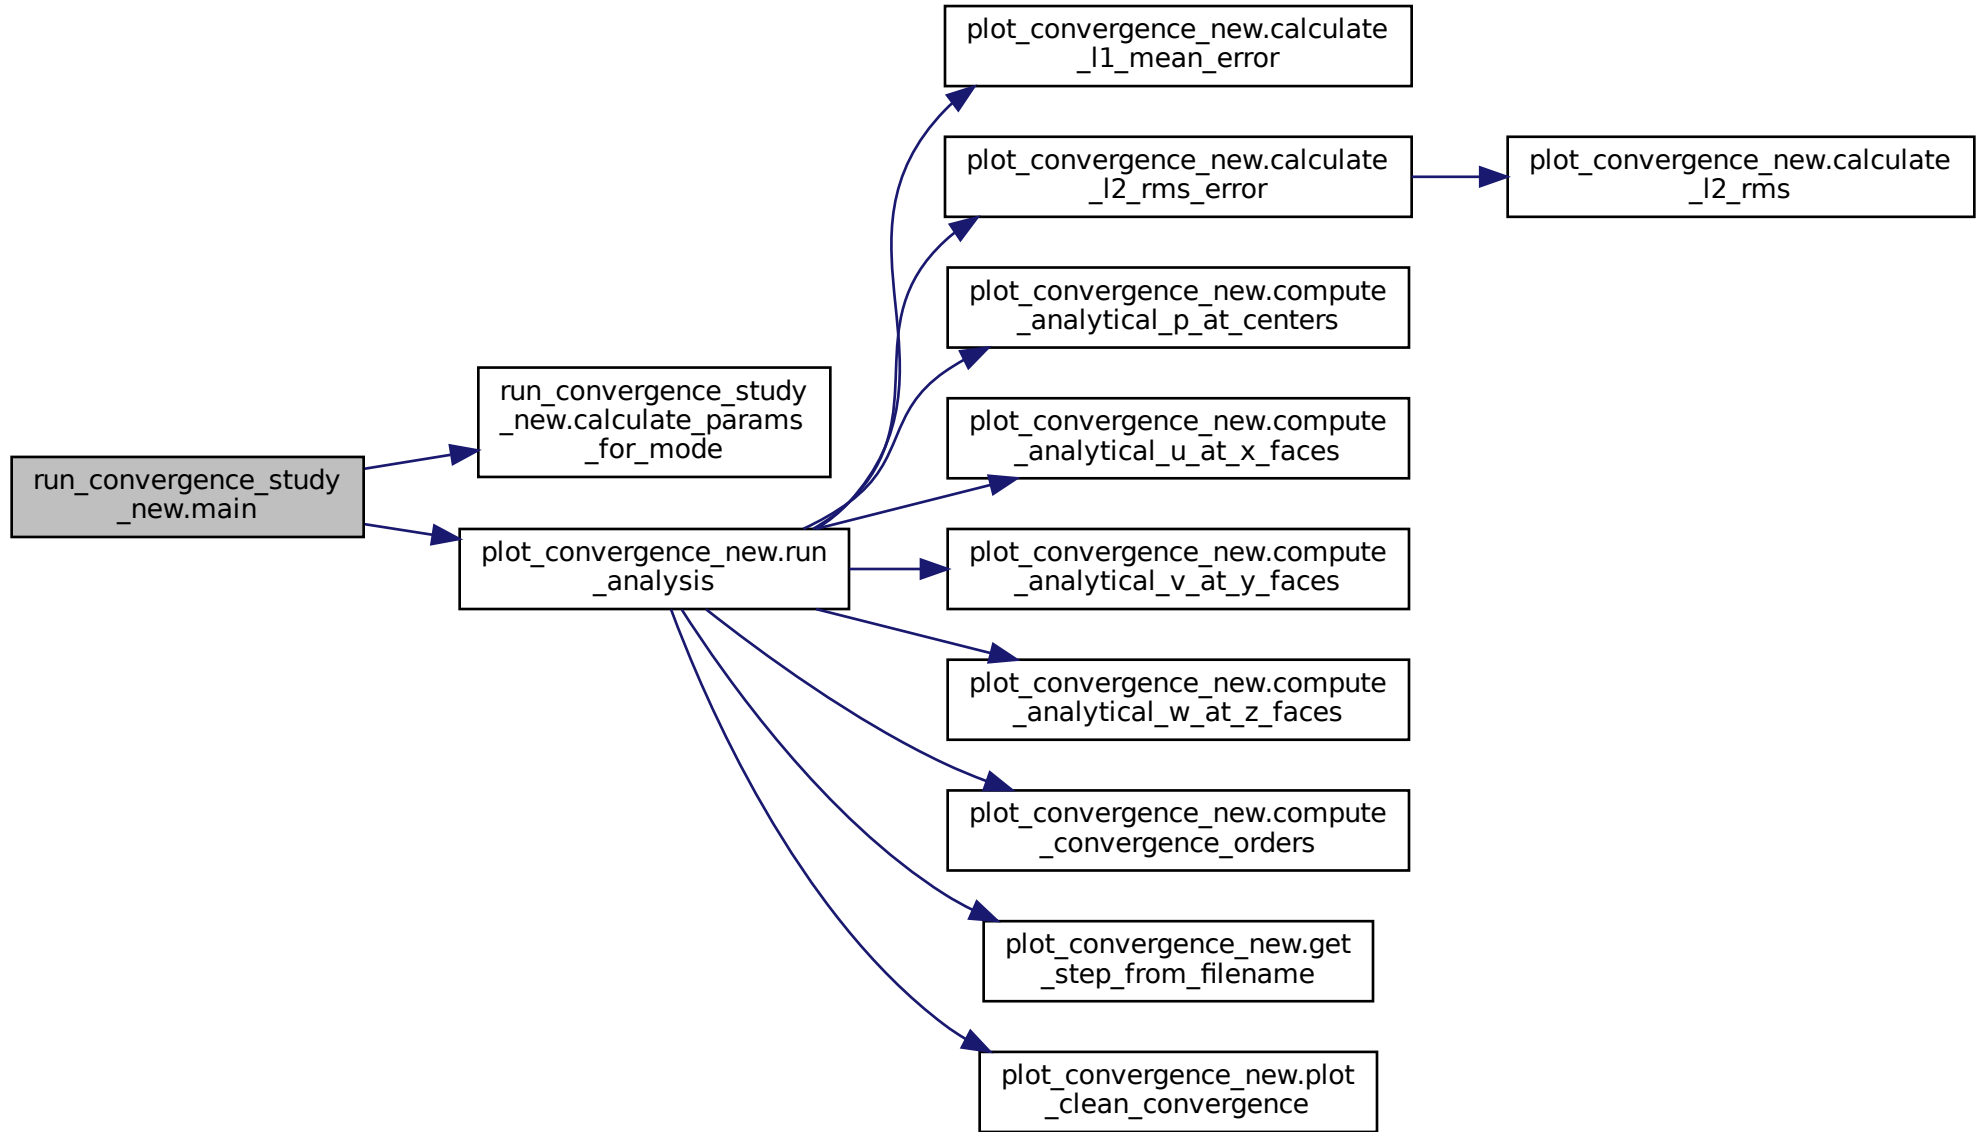 run_convergence_study
_new.main
run_convergence_study
_new.calculate_params
_for_mode
plot_convergence_new.run
_analysis
plot_convergence_new.calculate
_l1_mean_error
plot_convergence_new.calculate
_l2_rms_error
plot_convergence_new.calculate
_l2_rms
plot_convergence_new.compute
_analytical_p_at_centers
plot_convergence_new.compute
_analytical_u_at_x_faces
plot_convergence_new.compute
_analytical_v_at_y_faces
plot_convergence_new.compute
_analytical_w_at_z_faces
plot_convergence_new.compute
_convergence_orders
plot_convergence_new.get
_step_from_filename
plot_convergence_new.plot
_clean_convergence